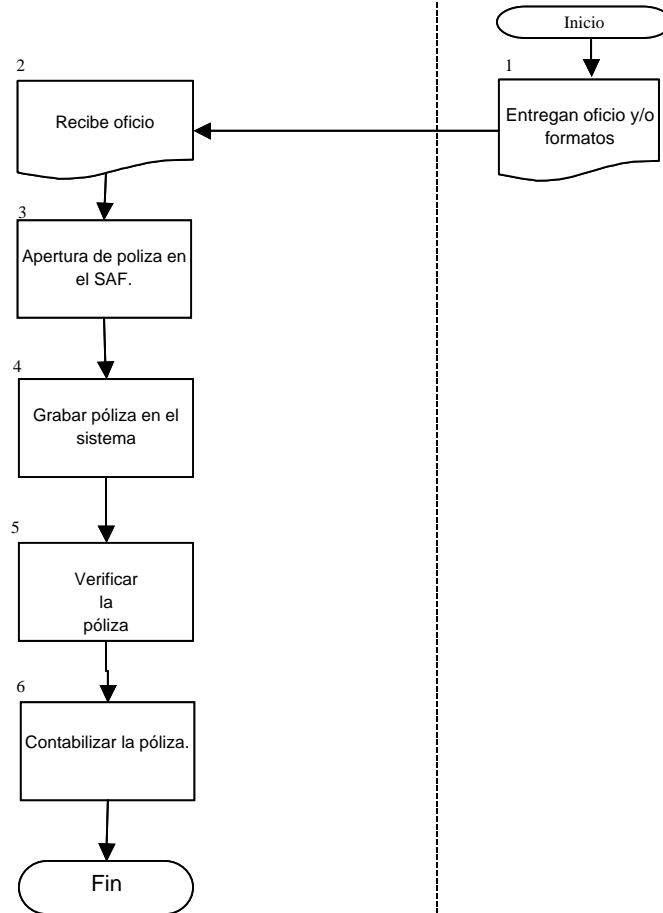 Inicio
1
Entregan oficio y/o
formatos
2
Recibe oficio
3
Apertura de poliza en
el SAF.
4
Grabar póliza en el
sistema
5
Verificar
la
póliza
6
Contabilizar la póliza.
Fin